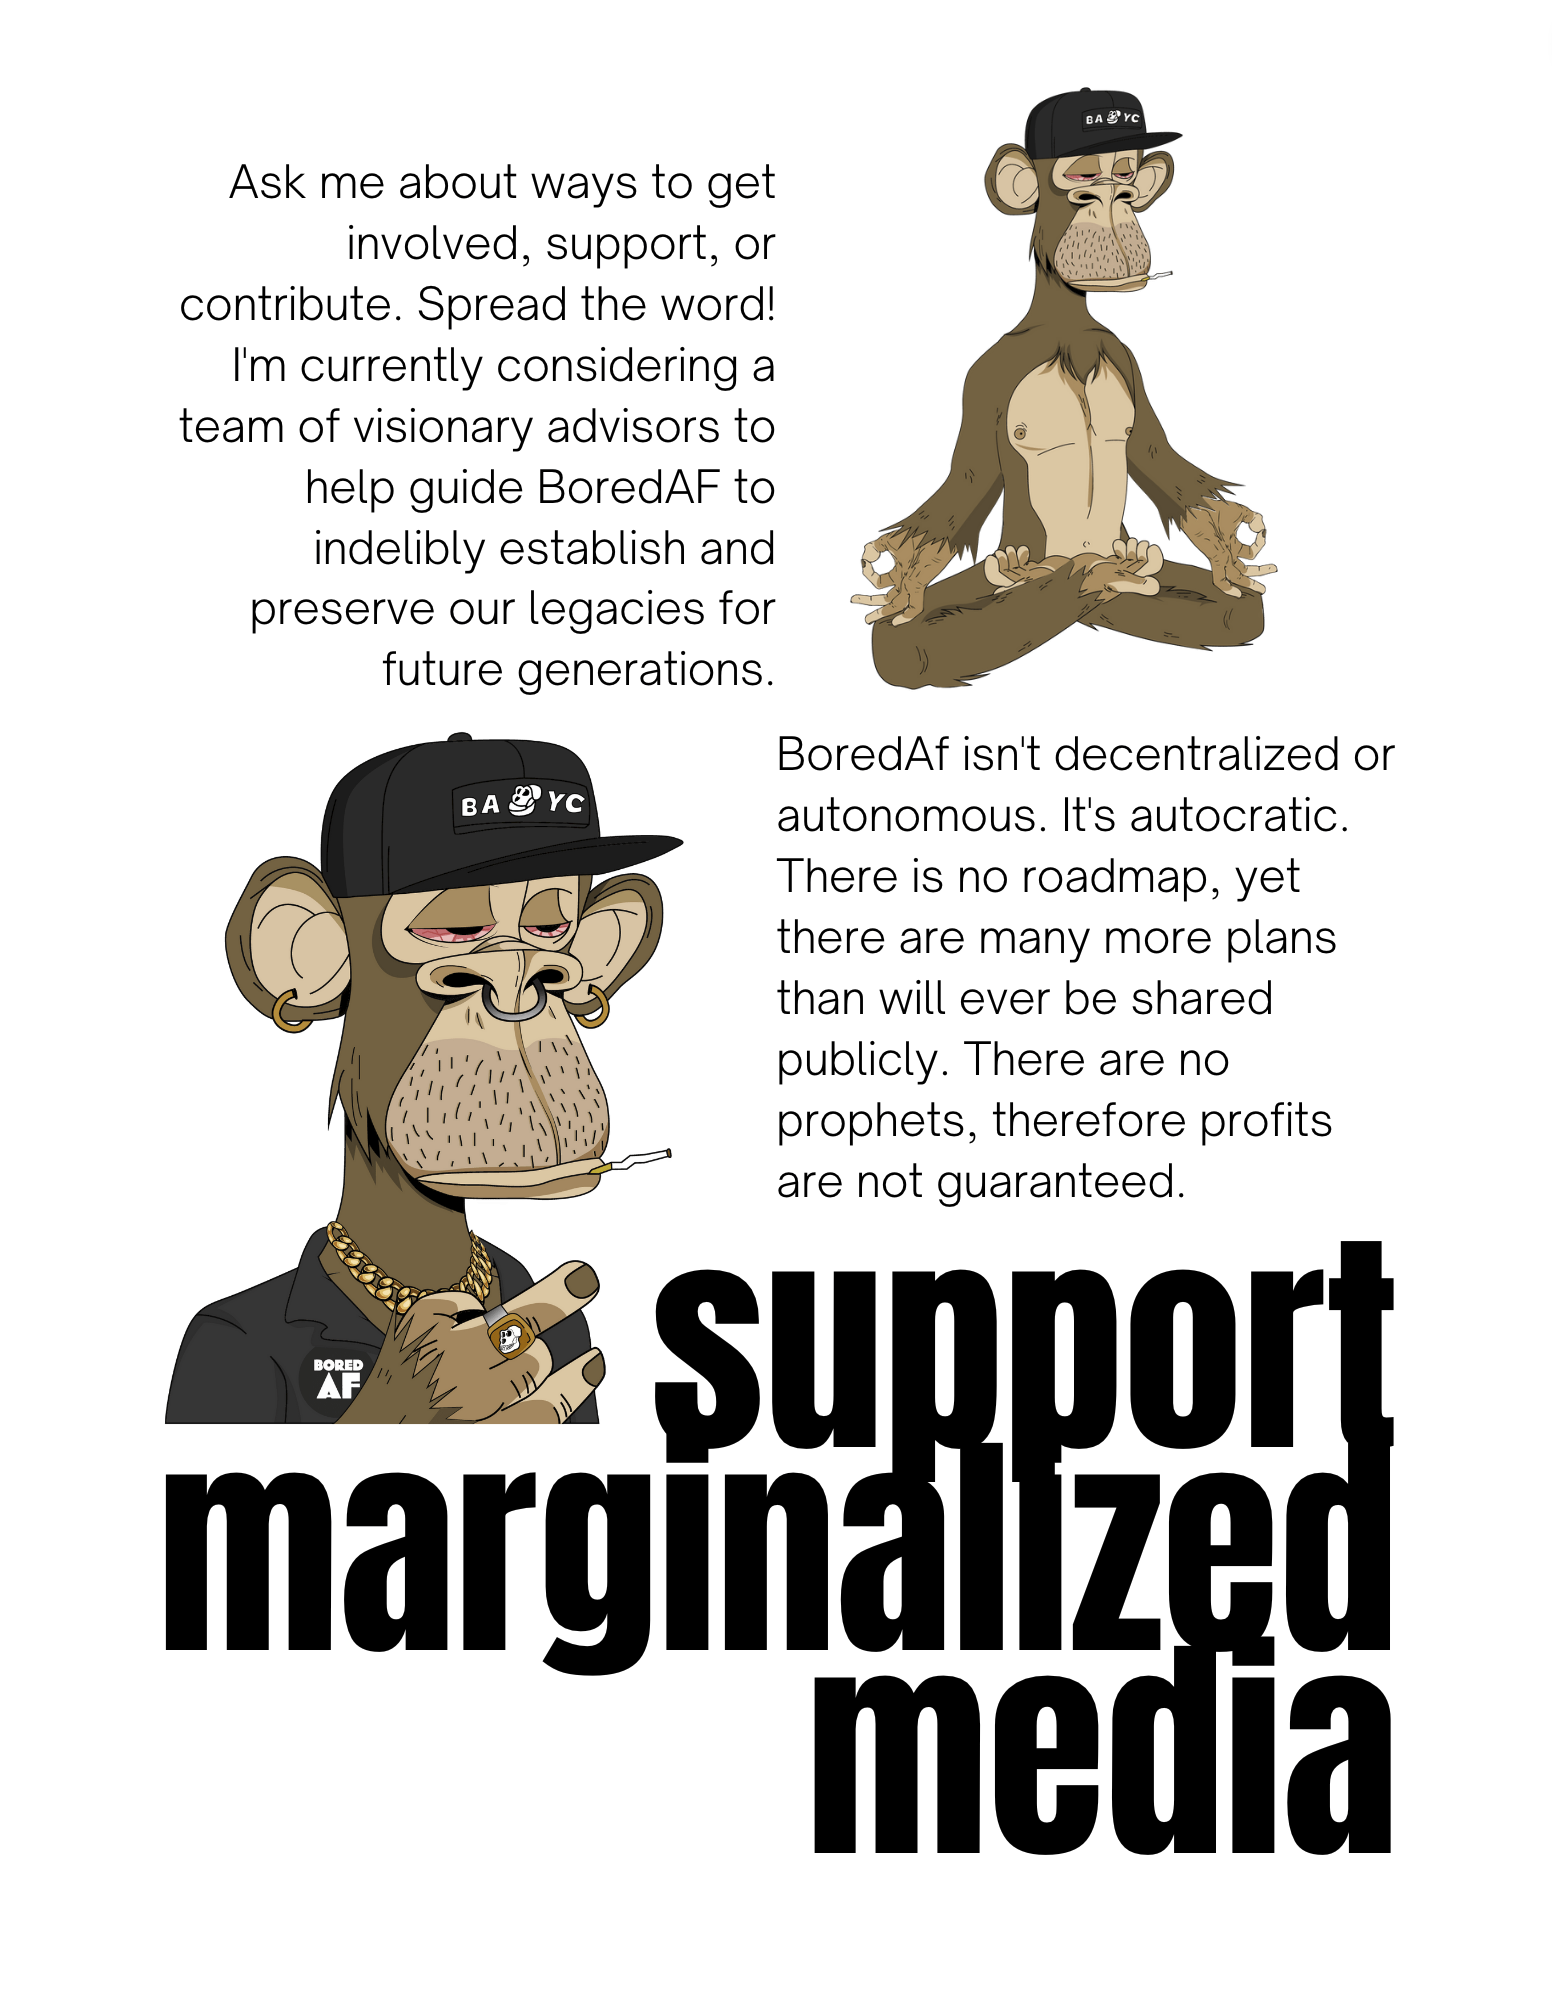 BA YC
Ask me about ways to get
involved, support, or
contribute. Spread the word!
I'm currently considering a
team of visionary advisors to
help guide BoredAF to
indelibly establish and
preserve our legacies for
future generations.
BA YC
BoredAf isn't decentralized or
autonomous. It's autocratic.
There is no roadmap, yet
there are many more plans
than will ever be shared
publicly. There are no
prophets, therefore profits
are not guaranteed.
BORED
AF
support
marginalized
media